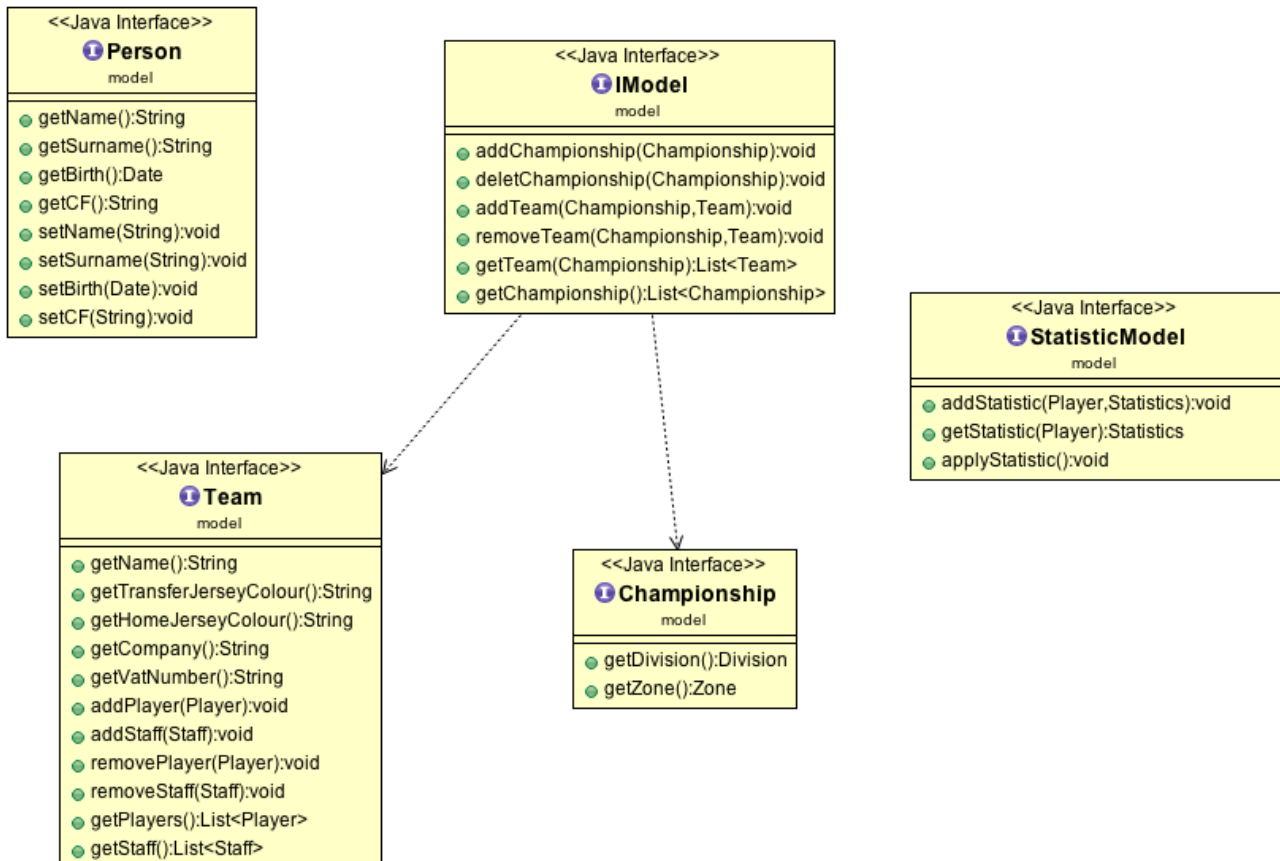 <<Java Interface>>
I Person
model
getName():String
getSurname():String
getBirth():Date
getCF():String
setName(String):void
setSurname(String):void
setBirth(Date):void
setCF(String):void
<<Java Interface>>
I IModel
model
addChampionship(Championship):void
deletChampionship(Championship):void
addTeam(Championship,Team):void
removeTeam(Championship,Team):void
getTeam(Championship):List<Team>
getChampionship():List<Championship>
<<Java Interface>>
I StatisticModel
model
addStatistic(Player,Statistics):void
getStatistic(Player):Statistics
applyStatistic():void
<<Java Interface>>
I Team
model
getName():String
getTransferJerseyColour():String
getHomeJerseyColour():String
getCompany():String
getVatNumber():String
addPlayer(Player):void
addStaff(Staff):void
removePlayer(Player):void
removeStaff(Staff):void
getPlayers():List<Player>
getStaff():List<Staff>
<<Java Interface>>
I Championship
model
getDivision():Division
getZone():Zone